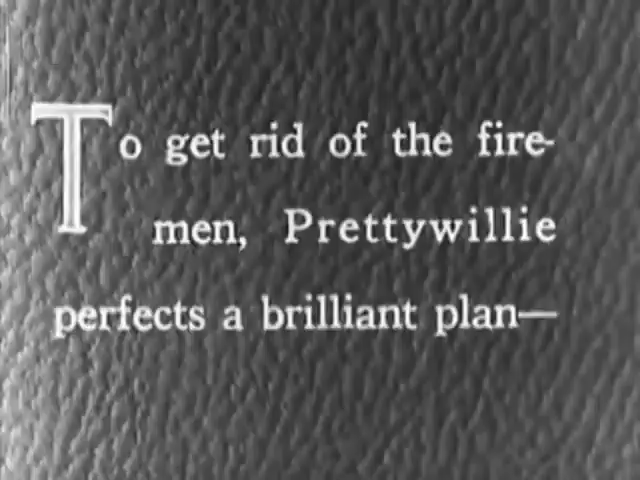 To get rid of the fire-
men, Prettywillie
perfects a brilliant plan—